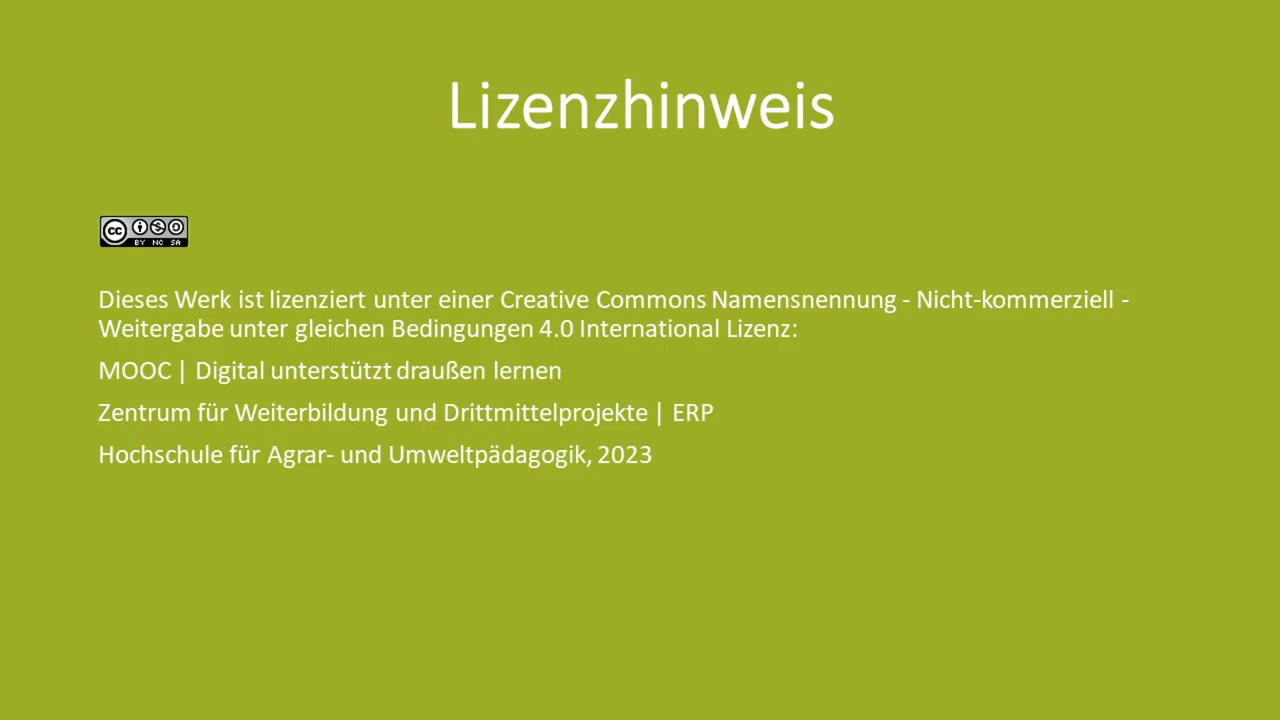 Lizenzhinweis
cc BY NC SA
Dieses Werk ist lizenziert unter einer Creative Commons Namensnennung - Nicht-kommerziell -
Weitergabe unter gleichen Bedingungen 4.0 International Lizenz:
MOOC | Digital unterstützt draußen lernen
Zentrum für Weiterbildung und Drittmittelprojekte | ERP
Hochschule für Agrar- und Umweltpädagogik, 2023